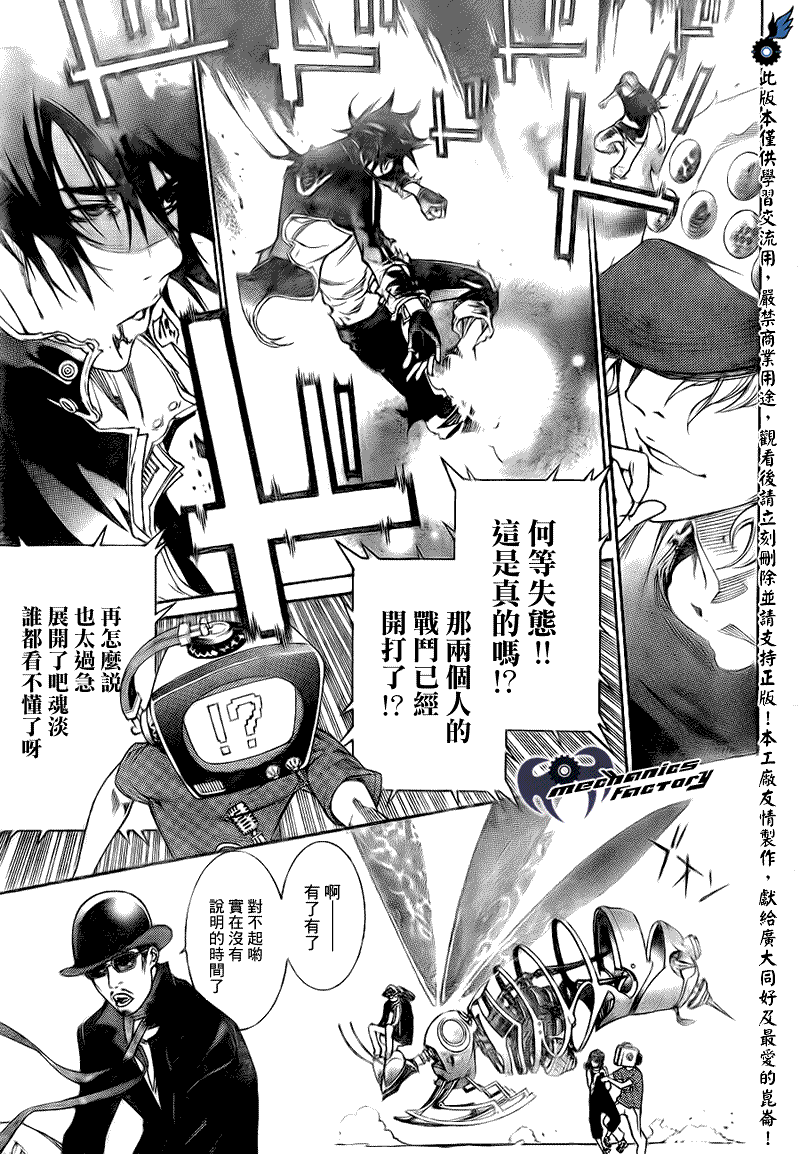 何等失態!!
這是真的嗎!?
那兩個人的
戰鬥已經
開打了!?
!?
再怎麼說
也太過急
展開了吧魂淡
誰都看不懂了呀
mechanics
factory
啊——
有了有了
對不起喲
實在沒有
說明的時間了
ブオン
此版本僅供學習交流用，嚴禁商業用途，觀看後請立刻刪除並請支持正版！本工廠友情製作，獻給廣大同好及最愛的崑崙！